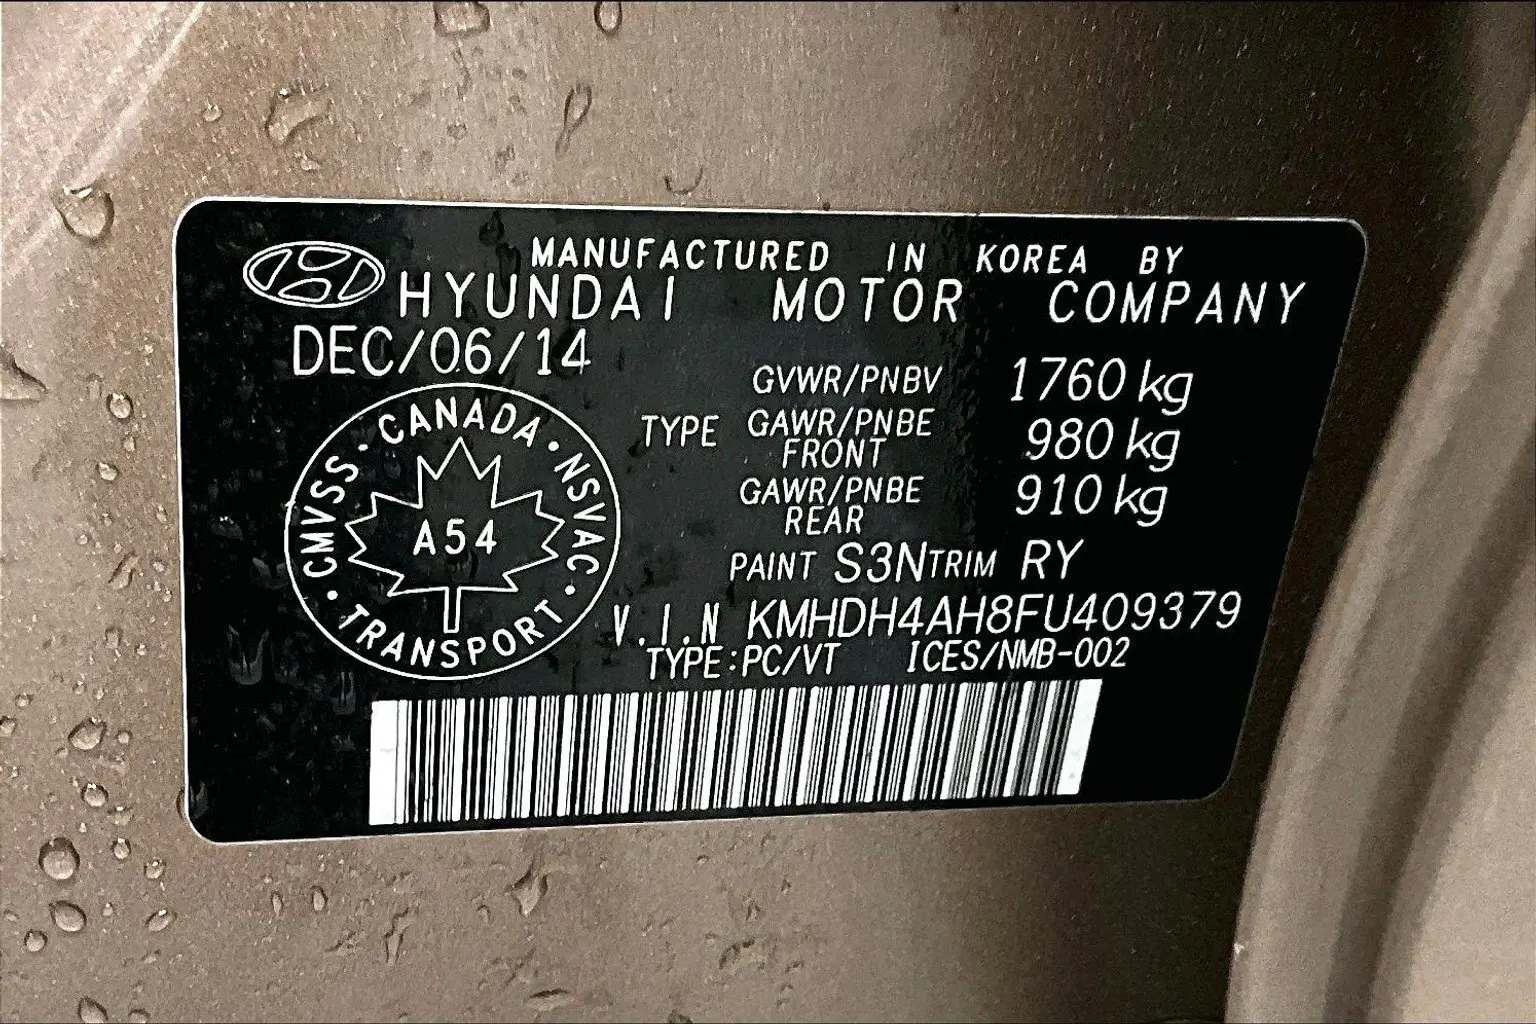 MANUFACTURED IN KOREA BY
HYUNDAI MOTOR COMPANY
DEC/06/14
GVWR/PNBV 1760 kg
TYPE GAWR/PNBE FRONT 980 kg
GAWR/PNBE REAR 910 kg
PAINT S3N TRIM RY
V.I.N KMHDH4AH8FU409379
TYPE:PC/VT ICES/NMB-002
CMVSS · CANADA · NSVAC · TRANSPORT ·
A54